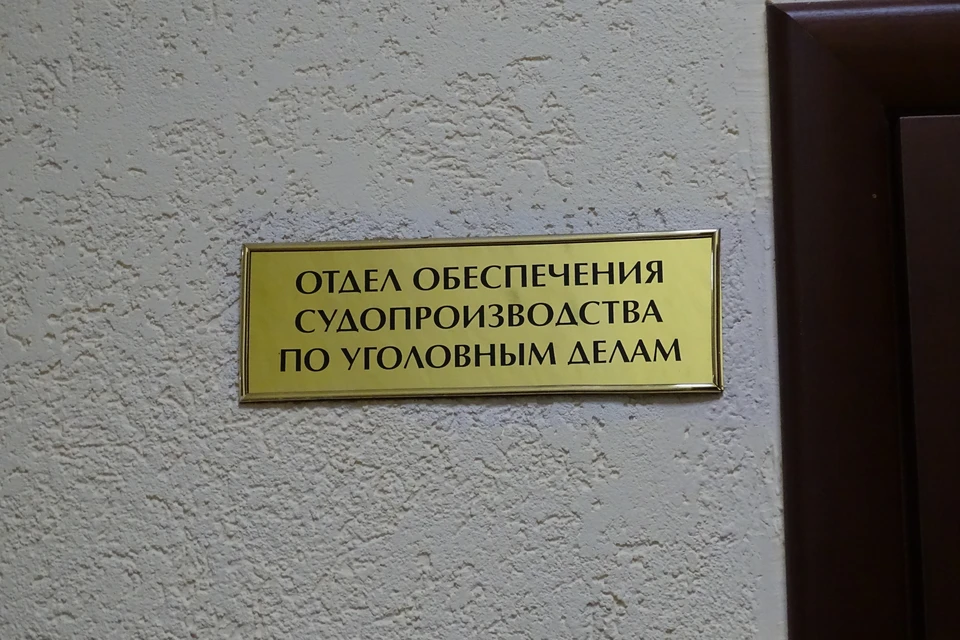 ОТДЕЛ ОБЕСПЕЧЕНИЯ
СУДОПРОИЗВОДСТВА
ПО УГОЛОВНЫМ ДЕЛАМ